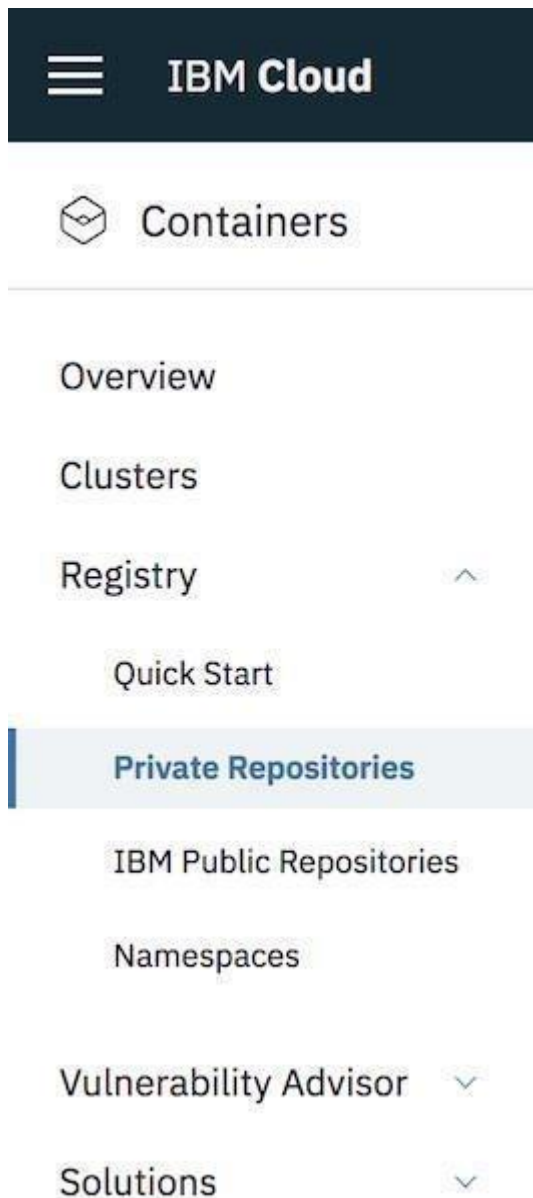 IBM Cloud
Containers
Overview
Clusters
Registry
Quick Start
Private Repositories
IBM Public Repositories
Namespaces
Vulnerability Advisor
Solutions